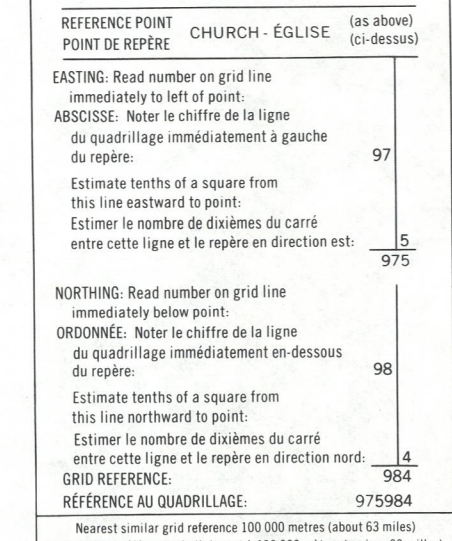 REFERENCE POINT CHURCH - ÉGLISE (as above)
POINT DE REPÈRE (ci-dessus)
EASTING: Read number on grid line
immediately to left of point:
ABSCISSE: Noter le chiffre de la ligne
du quadrillage immédiatement à gauche
du repère: 97
Estimate tenths of a square from
this line eastward to point:
Estimer le nombre de dixièmes du carré
entre cette ligne et le repère en direction est: 5
975
NORTHING: Read number on grid line
immediately below point:
ORDONNÉE: Noter le chiffre de la ligne
du quadrillage immédiatement en-dessous
du repère: 98
Estimate tenths of a square from
this line northward to point:
Estimer le nombre de dixièmes du carré
entre cette ligne et le repère en direction nord: 4
GRID REFERENCE: 984
RÉFÉRENCE AU QUADRILLAGE: 975984
Nearest similar grid reference 100 000 metres (about 63 miles)